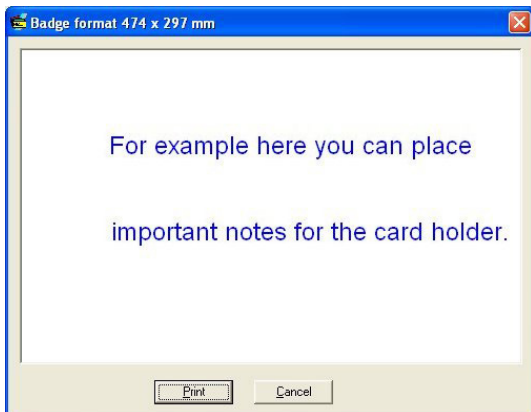 Badge format 474 x 297 mm
For example here you can place
important notes for the card holder.
Print
Cancel